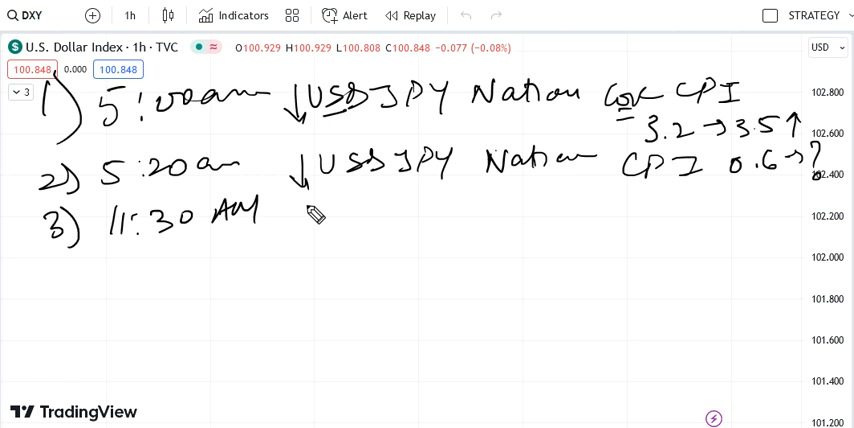 DXY 1h Indicators Alert Replay STRATEGY
U.S. Dollar Index · 1h · TVC O100.929 H100.929 L100.808 C100.848 −0.077 (−0.08%) USD
100.848 0.000 100.848
3
1) 5:00am ↓ USDJPY Nation Core CPI
3.2 → 3.5 ↑
2) 5:20am ↓ USDJPY Nation CPI 0.6 → ?
3) 11:30 AM
102.800
102.600
102.400
102.200
102.000
101.800
101.600
101.400
101.200
TradingView